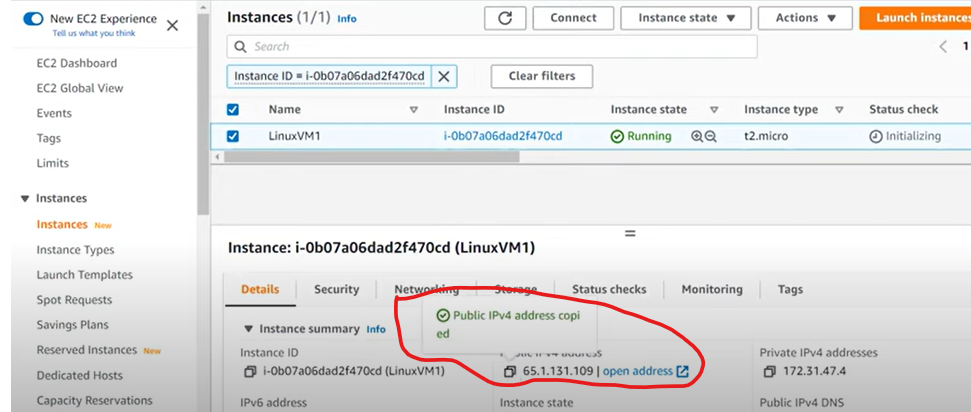 New EC2 Experience
Tell us what you think
EC2 Dashboard
EC2 Global View
Events
Tags
Limits
Instances
Instances New
Instance Types
Launch Templates
Spot Requests
Savings Plans
Reserved Instances New
Dedicated Hosts
Capacity Reservations
Instances (1/1) Info
Connect
Instance state
Actions
Launch instances
Search
1
Instance ID = i-0b07a06dad2f470cd
Clear filters
Name Instance ID Instance state Instance type Status check
LinuxVM1 i-0b07a06dad2f470cd Running t2.micro Initializing
Instance: i-0b07a06dad2f470cd (LinuxVM1)
Details Security Networking Storage Status checks Monitoring Tags
Public IPv4 address copi
ed
Instance summary Info
Instance ID
i-0b07a06dad2f470cd (LinuxVM1)
Public IPv4 address
65.1.131.109 | open address
Private IPv4 addresses
172.31.47.4
IPv6 address
Instance state
Public IPv4 DNS